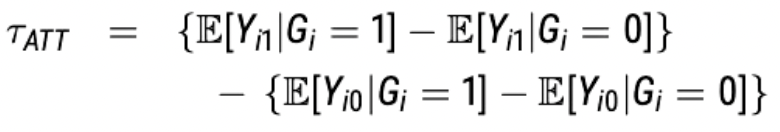 τ_ATT = {𝔼[Y_i1|G_i = 1] − 𝔼[Y_i1|G_i = 0]}
− {𝔼[Y_i0|G_i = 1] − 𝔼[Y_i0|G_i = 0]}